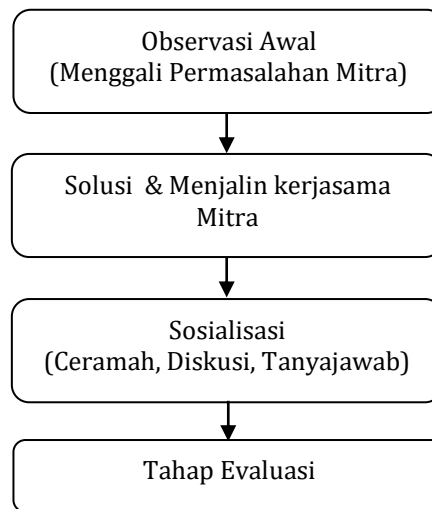 Observasi Awal
(Menggali Permasalahan Mitra)
Solusi & Menjalin kerjasama
Mitra
Sosialisasi
(Ceramah, Diskusi, Tanyajawab)
Tahap Evaluasi